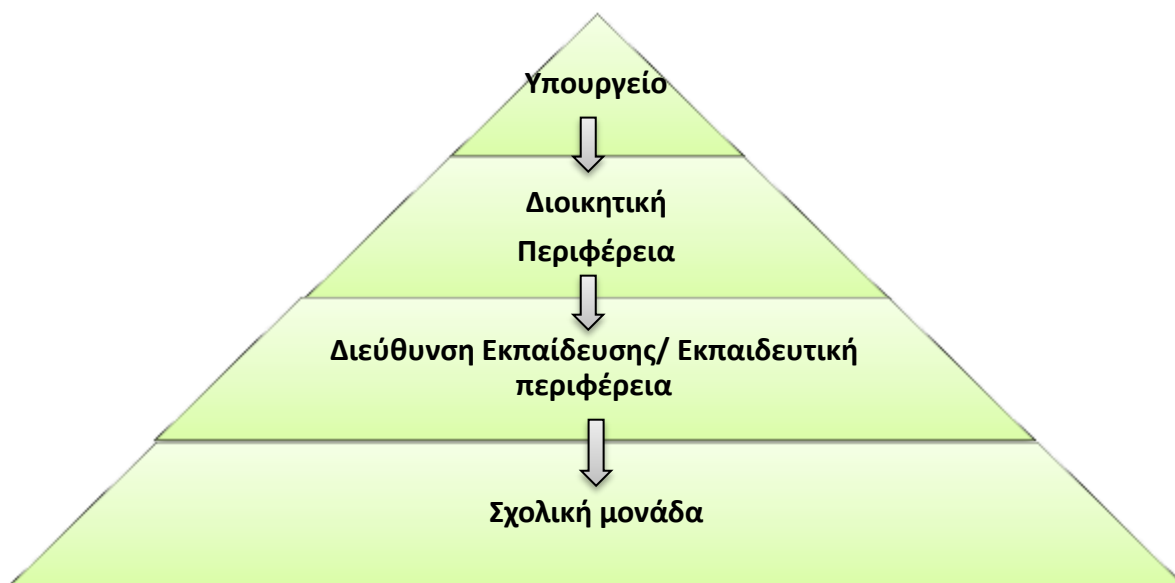 Υπουργείο
Διοικητική
Περιφέρεια
Διεύθυνση Εκπαίδευσης/ Εκπαιδευτική
περιφέρεια
Σχολική μονάδα